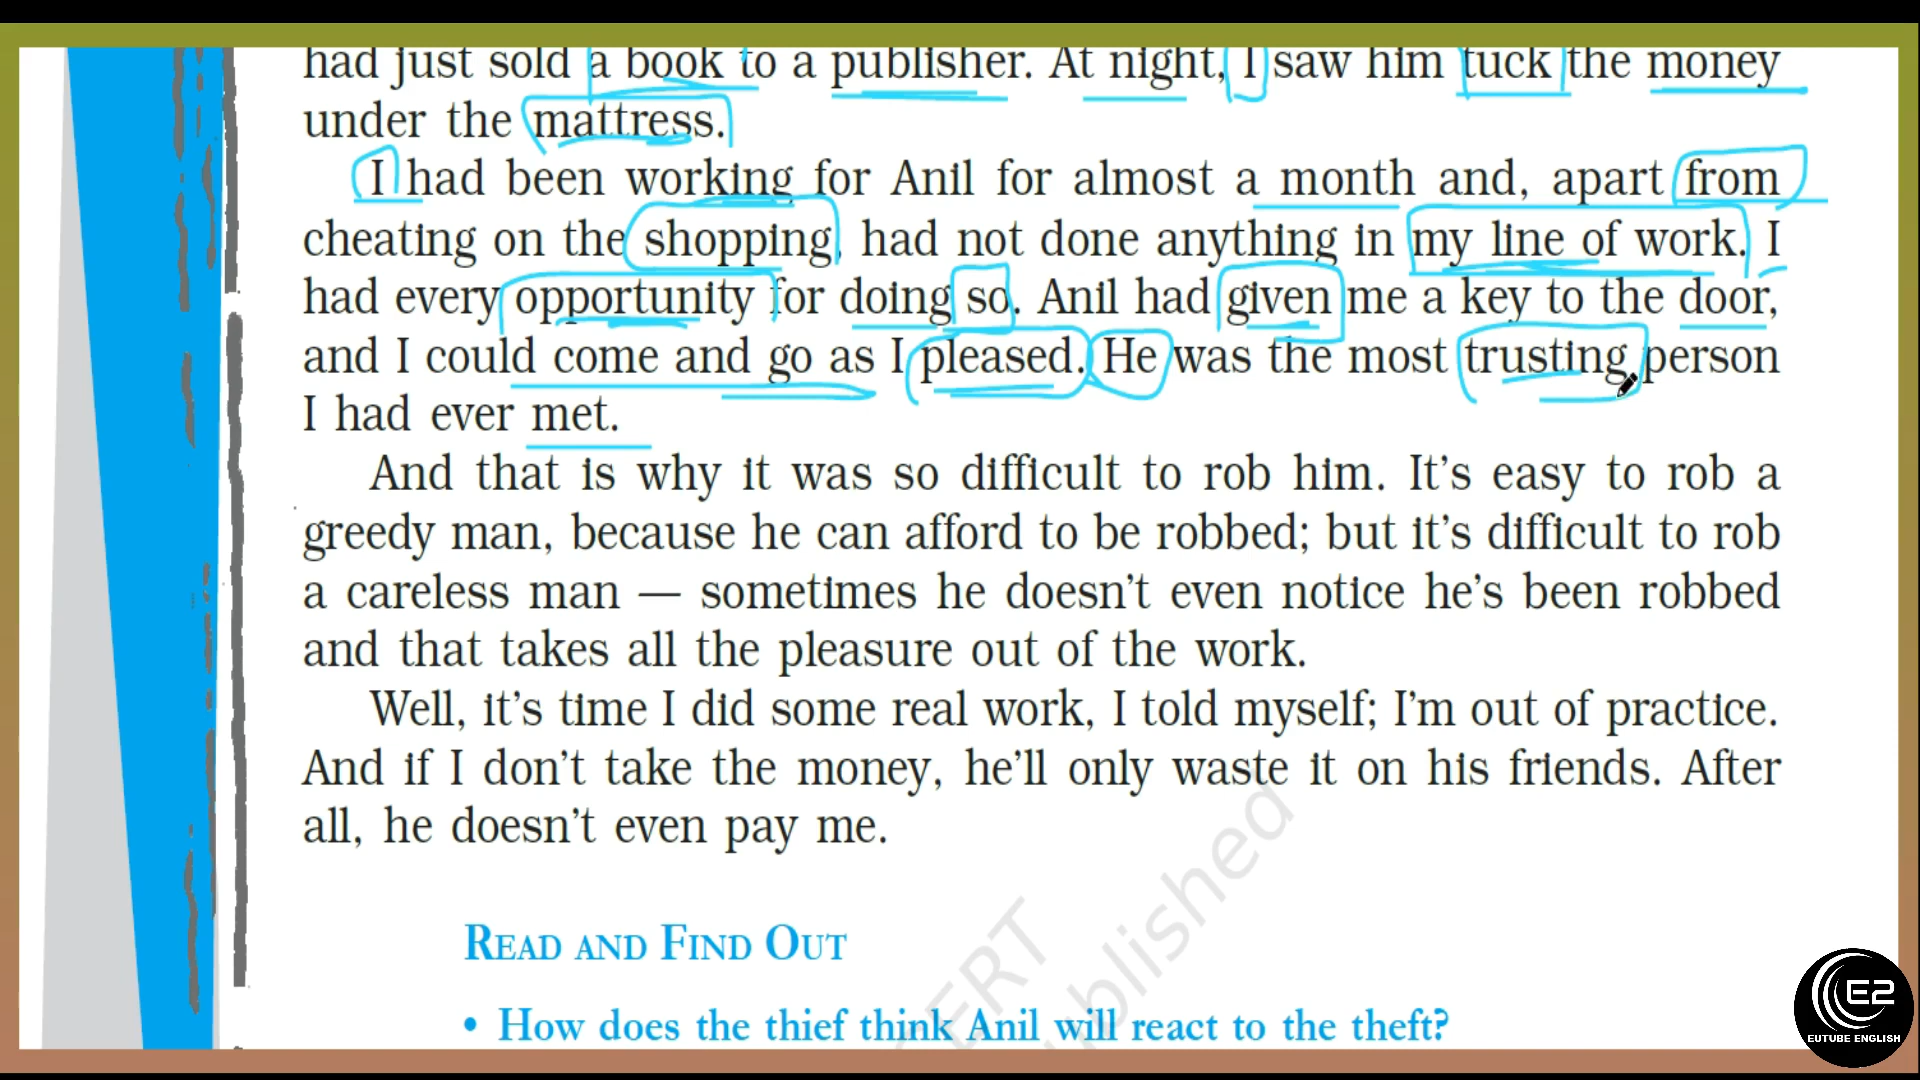 had just sold a book to a publisher. At night, I saw him tuck the money
under the mattress.
I had been working for Anil for almost a month and, apart from
cheating on the shopping, had not done anything in my line of work. I
had every opportunity for doing so. Anil had given me a key to the door,
and I could come and go as I pleased. He was the most trusting person
I had ever met.
And that is why it was so difficult to rob him. It’s easy to rob a
greedy man, because he can afford to be robbed; but it’s difficult to rob
a careless man — sometimes he doesn’t even notice he’s been robbed
and that takes all the pleasure out of the work.
Well, it’s time I did some real work, I told myself; I’m out of practice.
And if I don’t take the money, he’ll only waste it on his friends. After
all, he doesn’t even pay me.
READ AND FIND OUT
• How does the thief think Anil will react to the theft?
E2
EUTUBE ENGLISH